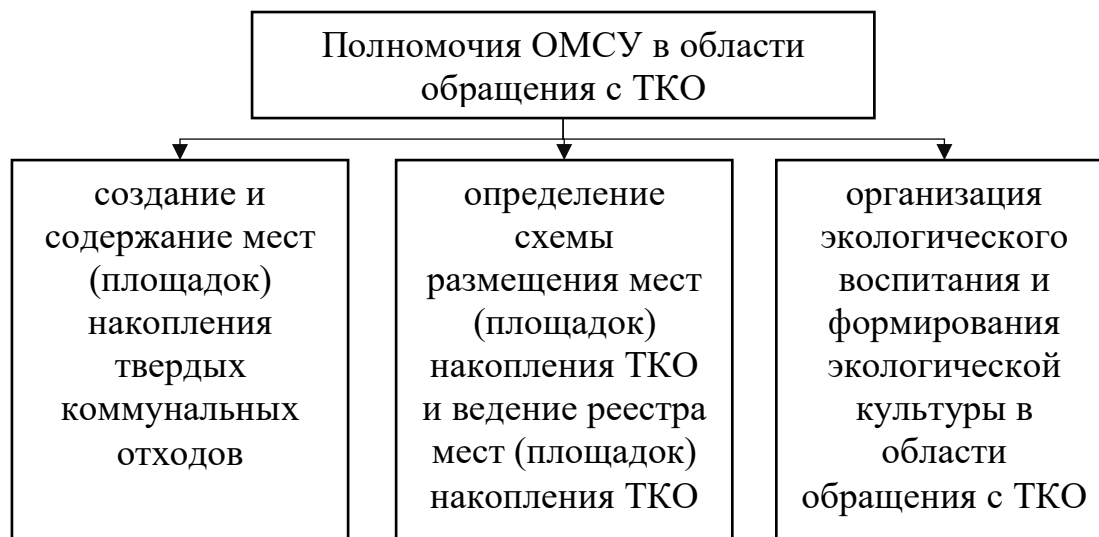 Полномочия ОМСУ в области
обращения с ТКО
создание и
содержание мест
(площадок)
накопления
твердых
коммунальных
отходов
определение
схемы
размещения мест
(площадок)
накопления ТКО
и ведение реестра
мест (площадок)
накопления ТКО
организация
экологического
воспитания и
формирования
экологической
культуры в
области
обращения с ТКО